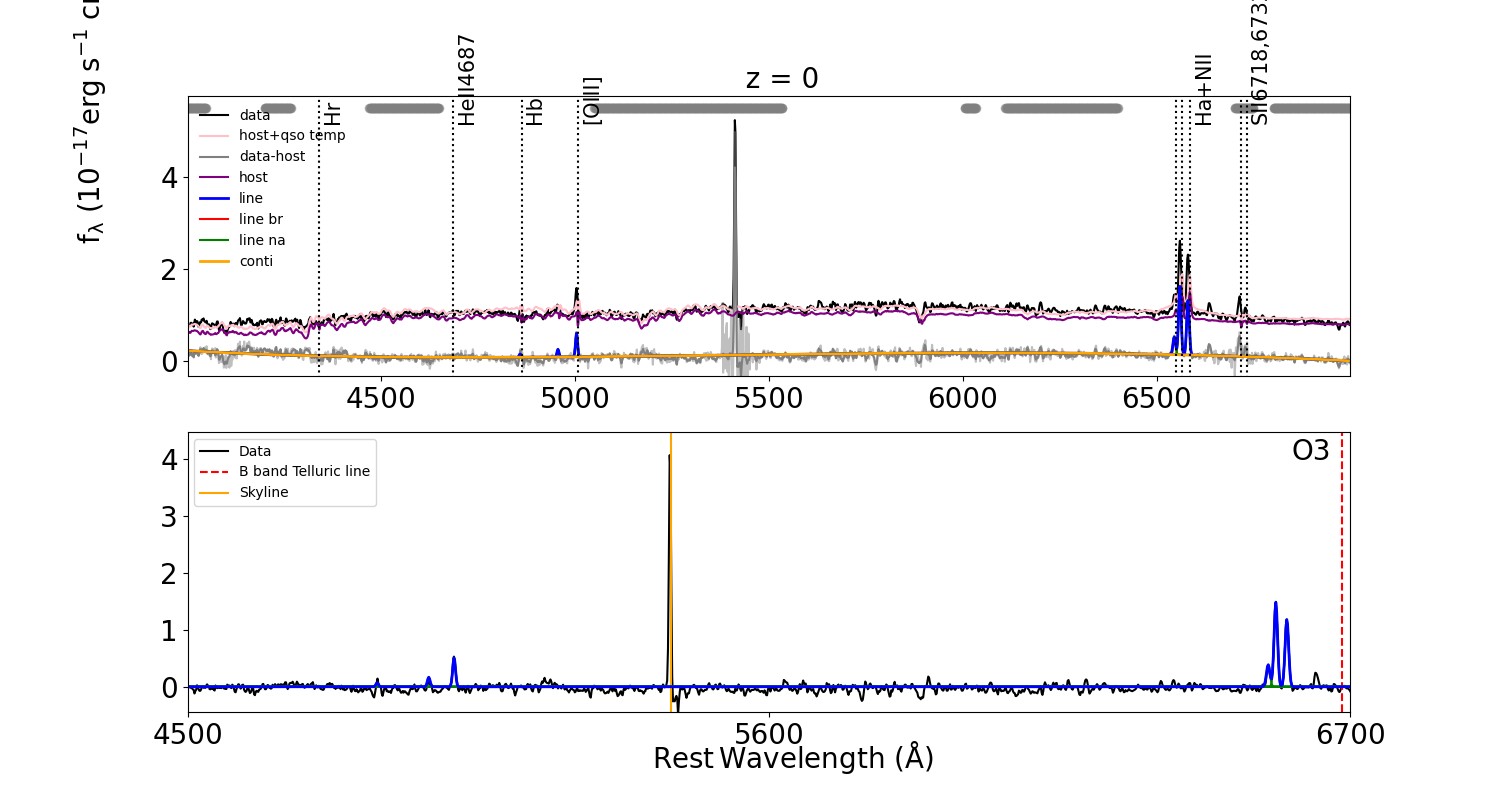 z = 0
f_λ (10^−17 erg s^−1
Hr
HeII4687
Hb
[OIII]
Ha+NII
SII6718,673
data
host+qso temp
data-host
host
line
line br
line na
conti
4
2
0
4500
5000
5500
6000
6500
O3
Data
B band Telluric line
Skyline
4
3
2
1
0
4500
5600
6700
Rest Wavelength (Å)